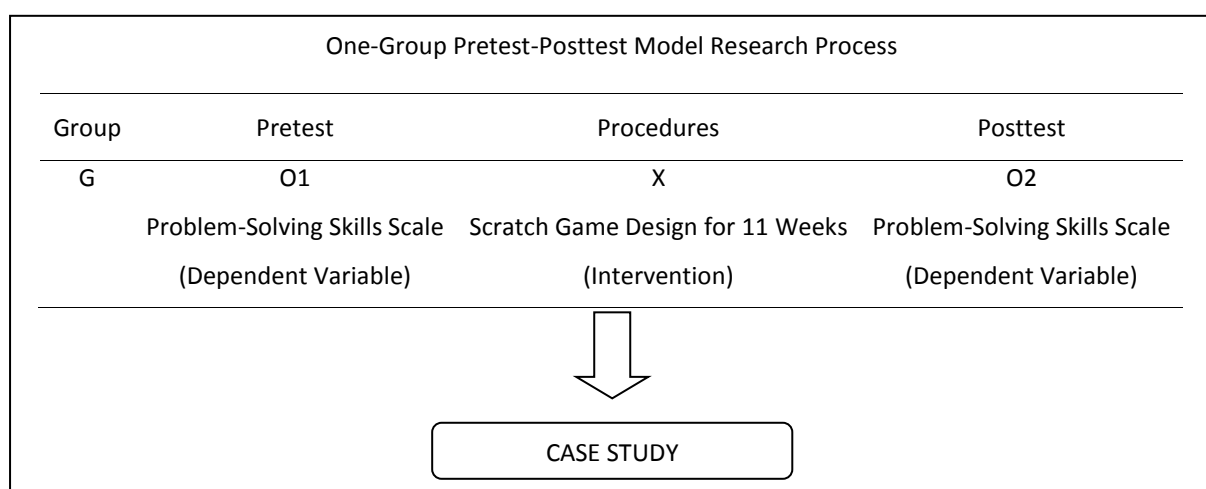 One-Group Pretest-Posttest Model Research Process
Group Pretest Procedures Posttest
G O1 X O2
Problem-Solving Skills Scale Scratch Game Design for 11 Weeks Problem-Solving Skills Scale
(Dependent Variable) (Intervention) (Dependent Variable)
CASE STUDY